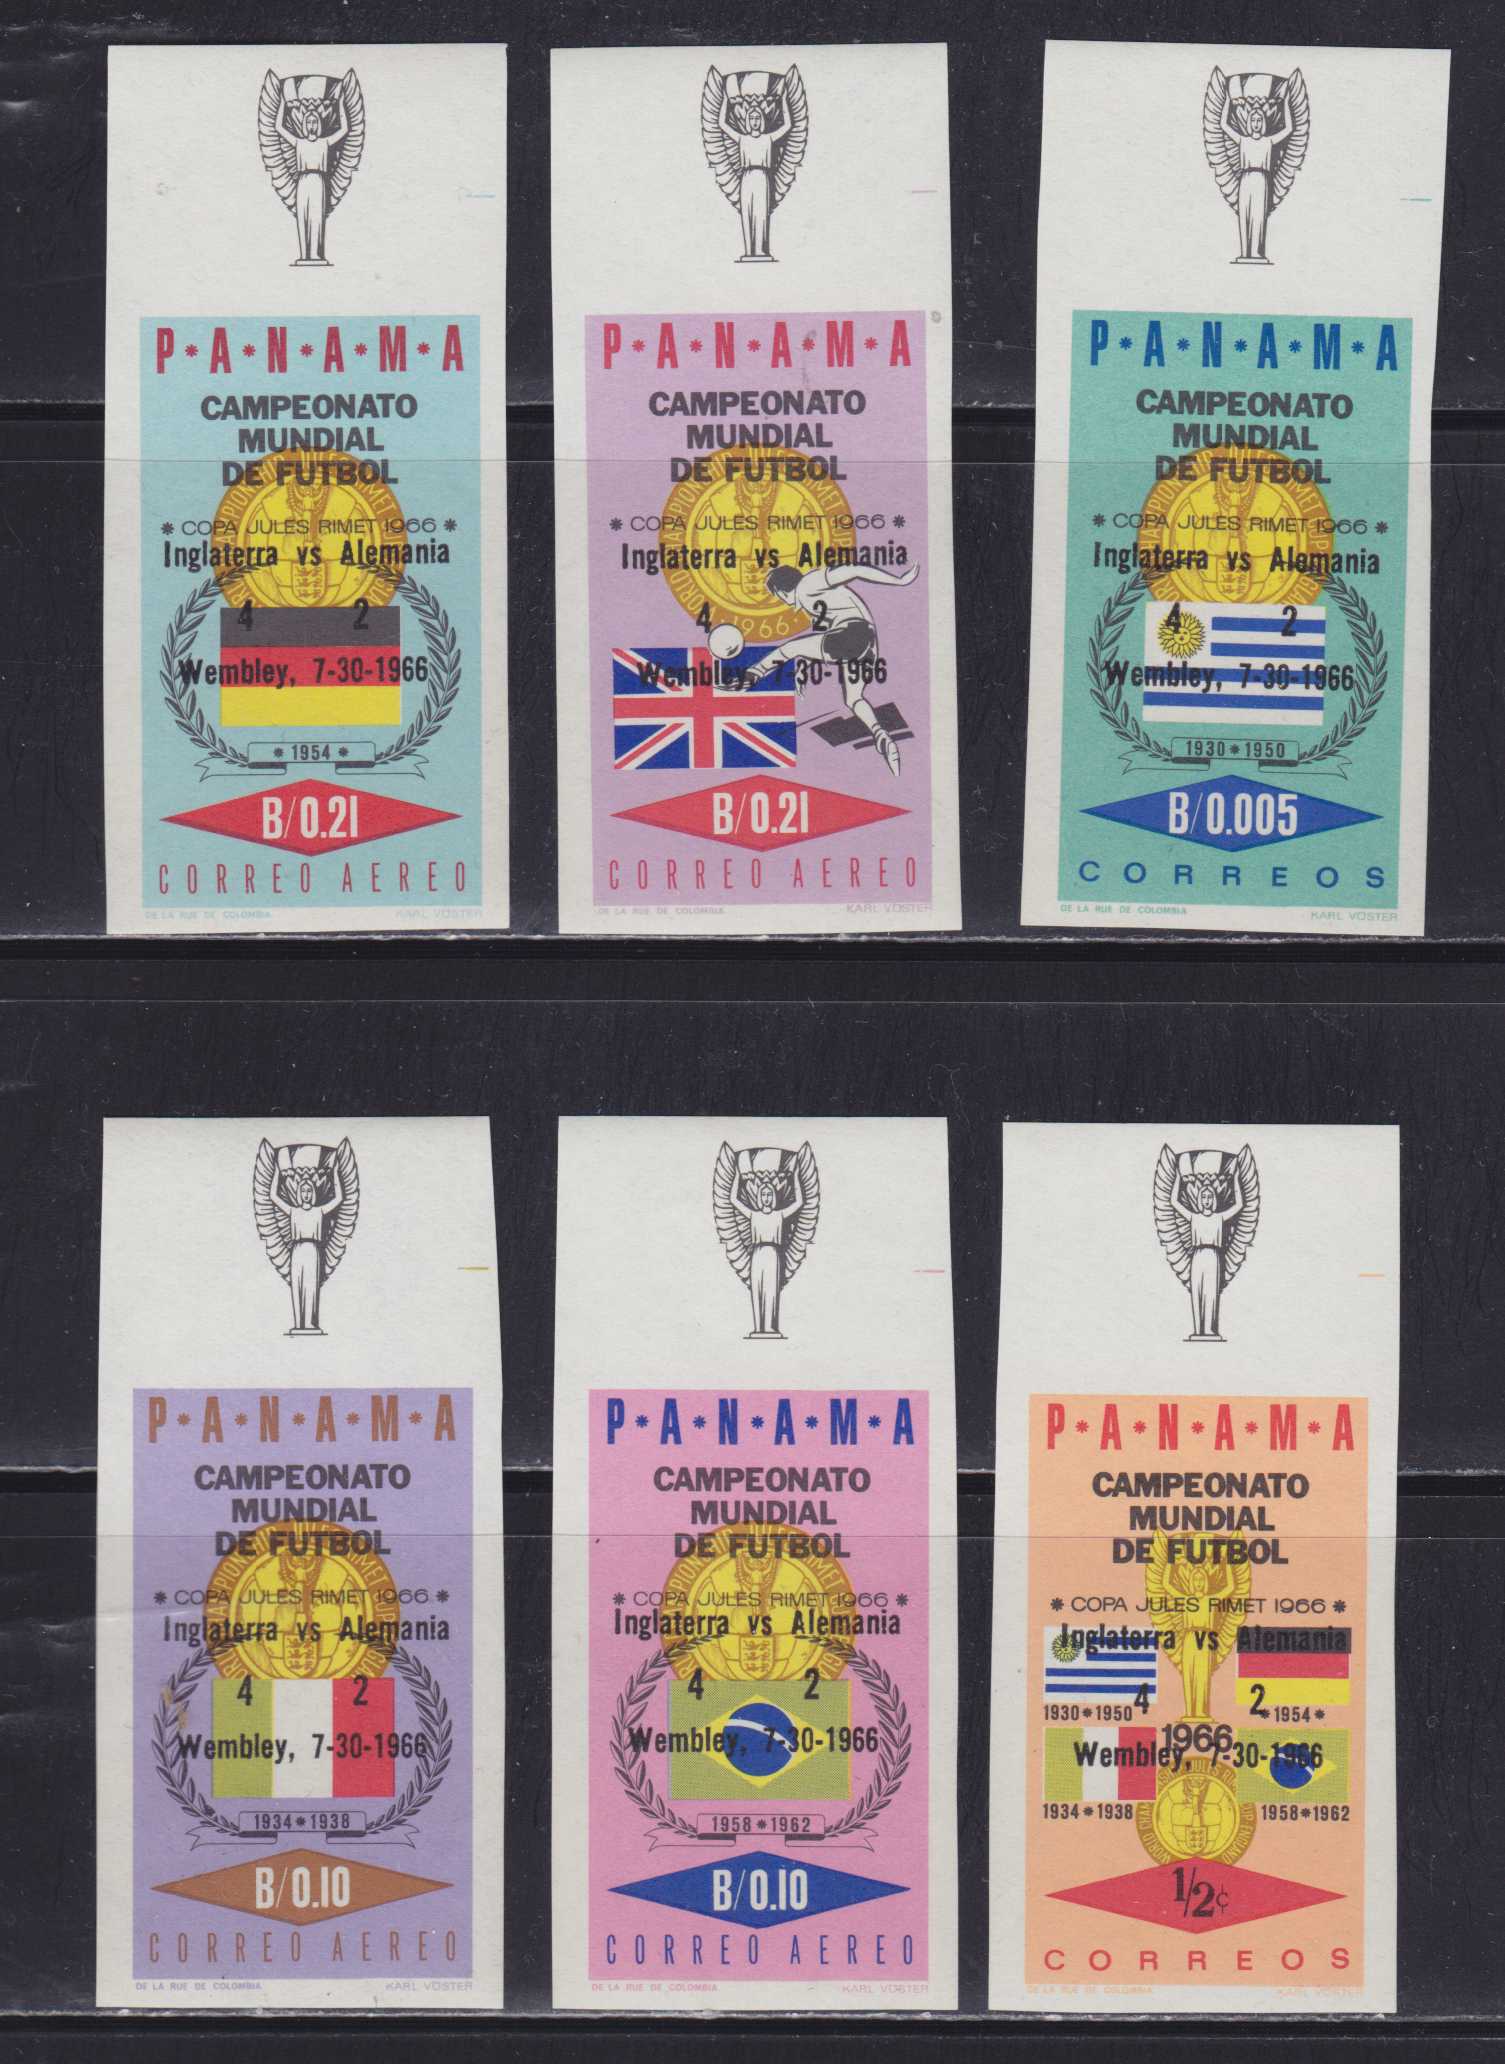 P*A*N*A*M*A
CAMPEONATO
MUNDIAL
DE FUTBOL
* COPA JULES RIMET 1966 *
Inglaterra vs Alemania
4 2
Wembley, 7-30-1966
* 1954 *
B/0.21
CORREO AEREO
DE LA RUE DE COLOMBIA KARL VOSTER
P*A*N*A*M*A
CAMPEONATO
MUNDIAL
DE FUTBOL
* COPA JULES RIMET 1966 *
Inglaterra vs Alemania
4 2
1966
Wembley, 7-30-1966
B/0.21
CORREO AEREO
DE LA RUE DE COLOMBIA KARL VOSTER
P*A*N*A*M*A
CAMPEONATO
MUNDIAL
DE FUTBOL
* COPA JULES RIMET 1966 *
Inglaterra vs Alemania
4 2
Wembley, 7-30-1966
1930 * 1950
B/0.005
CORREOS
DE LA RUE DE COLOMBIA KARL VOSTER
P*A*N*A*M*A
CAMPEONATO
MUNDIAL
DE FUTBOL
* COPA JULES RIMET 1966 *
Inglaterra vs Alemania
4 2
Wembley, 7-30-1966
1934 * 1938
B/0.10
CORREO AEREO
DE LA RUE DE COLOMBIA KARL VOSTER
P*A*N*A*M*A
CAMPEONATO
MUNDIAL
DE FUTBOL
* COPA JULES RIMET 1966 *
Inglaterra vs Alemania
4 2
Wembley, 7-30-1966
1958 * 1962
B/0.10
CORREO AEREO
DE LA RUE DE COLOMBIA KARL VOSTER
P*A*N*A*M*A
CAMPEONATO
MUNDIAL
DE FUTBOL
* COPA JULES RIMET 1966 *
Inglaterra vs Alemania
1930 * 1950 4 2 * 1954 *
1966
Wembley, 7-30-1966
1934 * 1938 1958 * 1962
1/2¢
CORREOS
DE LA RUE DE COLOMBIA KARL VOSTER